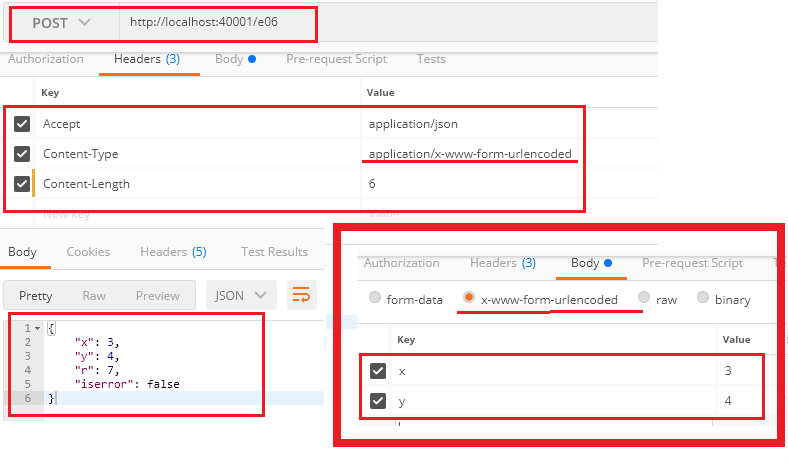 POST http://localhost:40001/e06
Authorization Headers (3) Body Pre-request Script Tests
Key Value
Accept application/json
Content-Type application/x-www-form-urlencoded
Content-Length 6
New key Value
Body Cookies Headers (5) Test Results
Pretty Raw Preview JSON
1 {
2 "x": 3,
3 "y": 4,
4 "r": 7,
5 "iserror": false
6 }
Authorization Headers (3) Body Pre-request Script
form-data x-www-form-urlencoded raw binary
Key Value
x 3
y 4